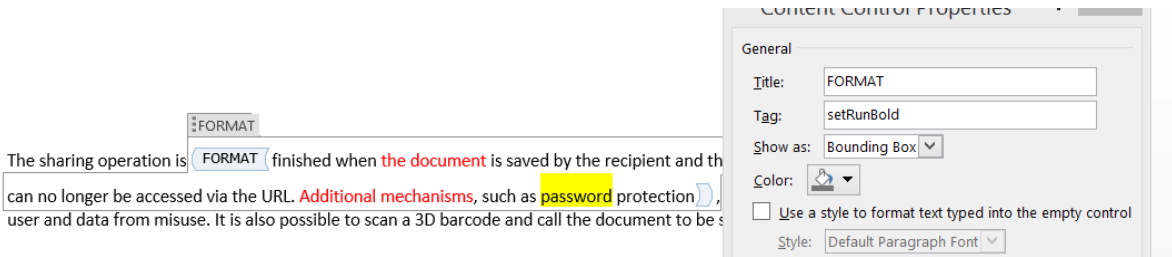 Content Control Properties
General
Title: FORMAT
Tag: setRunBold
Show as: Bounding Box
Color:
Use a style to format text typed into the empty control
Style: Default Paragraph Font
FORMAT
The sharing operation is FORMAT finished when the document is saved by the recipient and th
can no longer be accessed via the URL. Additional mechanisms, such as password protection ,
user and data from misuse. It is also possible to scan a 3D barcode and call the document to be s